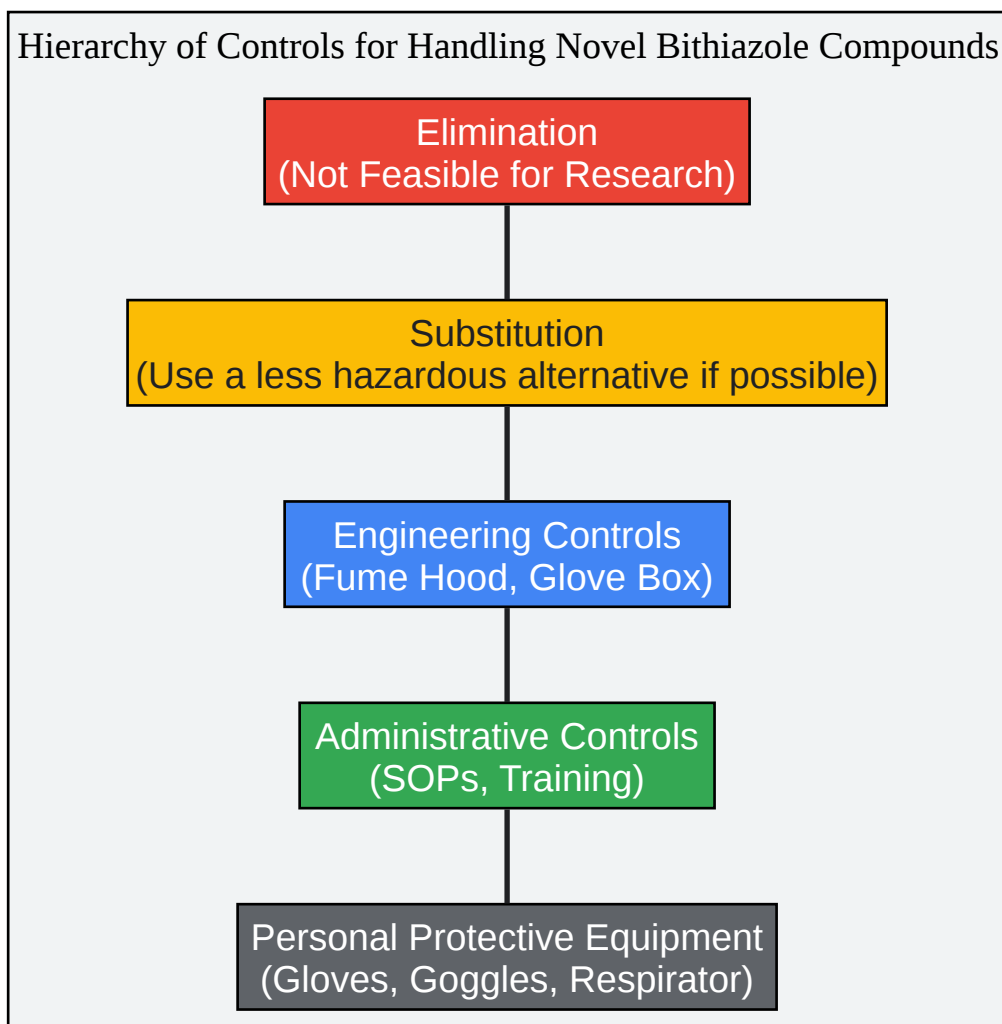 Hierarchy of Controls for Handling Novel Bithiazole Compounds
Elimination
(Not Feasible for Research)
Substitution
(Use a less hazardous alternative if possible)
Engineering Controls
(Fume Hood, Glove Box)
Administrative Controls
(SOPs, Training)
Personal Protective Equipment
(Gloves, Goggles, Respirator)